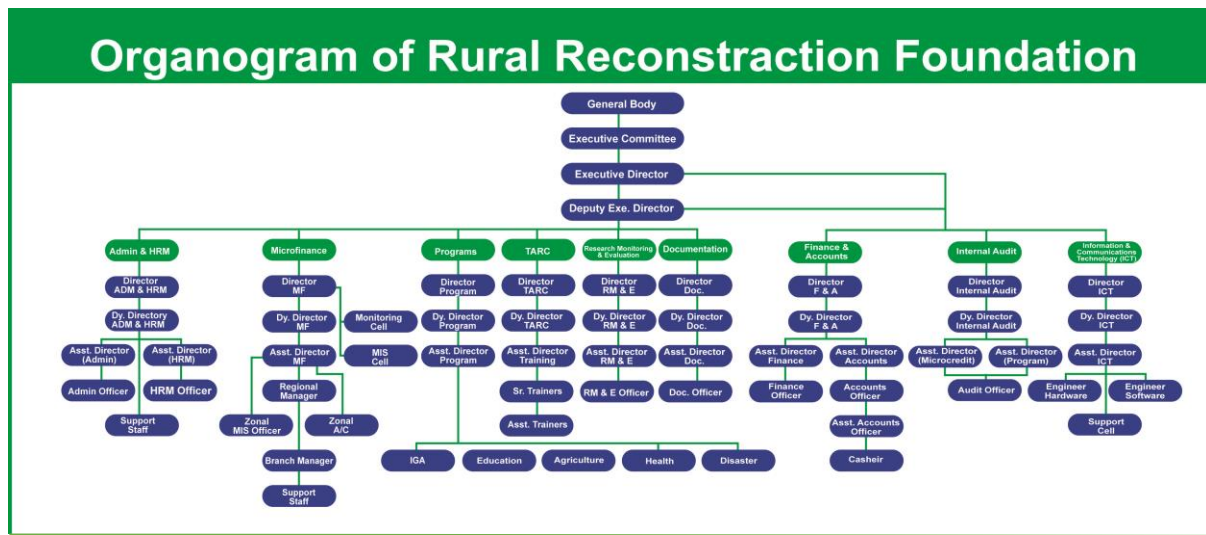 Organogram of Rural Reconstraction Foundation
General Body
Executive Committee
Executive Director
Deputy Exe. Director
Admin & HRM
Microfinance
Programs
TARC
Research Monitoring
& Evaluation
Documentation
Finance &
Accounts
Internal Audit
Information &
Communications
Technology (ICT)
Director
ADM & HRM
Director
MF
Director
Program
Director
TARC
Director
RM & E
Director
Doc.
Director
F & A
Director
Internal Audit
Director
ICT
Dy. Directory
ADM & HRM
Dy. Director
MF
Monitoring
Cell
Dy. Director
Program
Dy. Director
TARC
Dy. Director
RM & E
Dy. Director
Doc.
Dy. Director
F & A
Dy. Director
Internal Audit
Dy. Director
ICT
Asst. Director
(Admin)
Asst. Director
(HRM)
Asst. Director
MF
MIS
Cell
Asst. Director
Program
Asst. Director
Training
Asst. Director
RM & E
Asst. Director
Doc.
Asst. Director
Finance
Asst. Director
Accounts
Asst. Director
(Microcredit)
Asst. Director
(Program)
Asst. Director
ICT
Admin Officer
HRM Officer
Regional
Manager
Sr. Trainers
RM & E Officer
Doc. Officer
Finance
Officer
Accounts
Officer
Audit Officer
Engineer
Hardware
Engineer
Software
Support
Staff
Zonal
MIS Officer
Zonal
A/C
Asst. Trainers
Asst. Accounts
Officer
Support
Cell
Branch Manager
IGA
Education
Agriculture
Health
Disaster
Casheir
Support
Staff